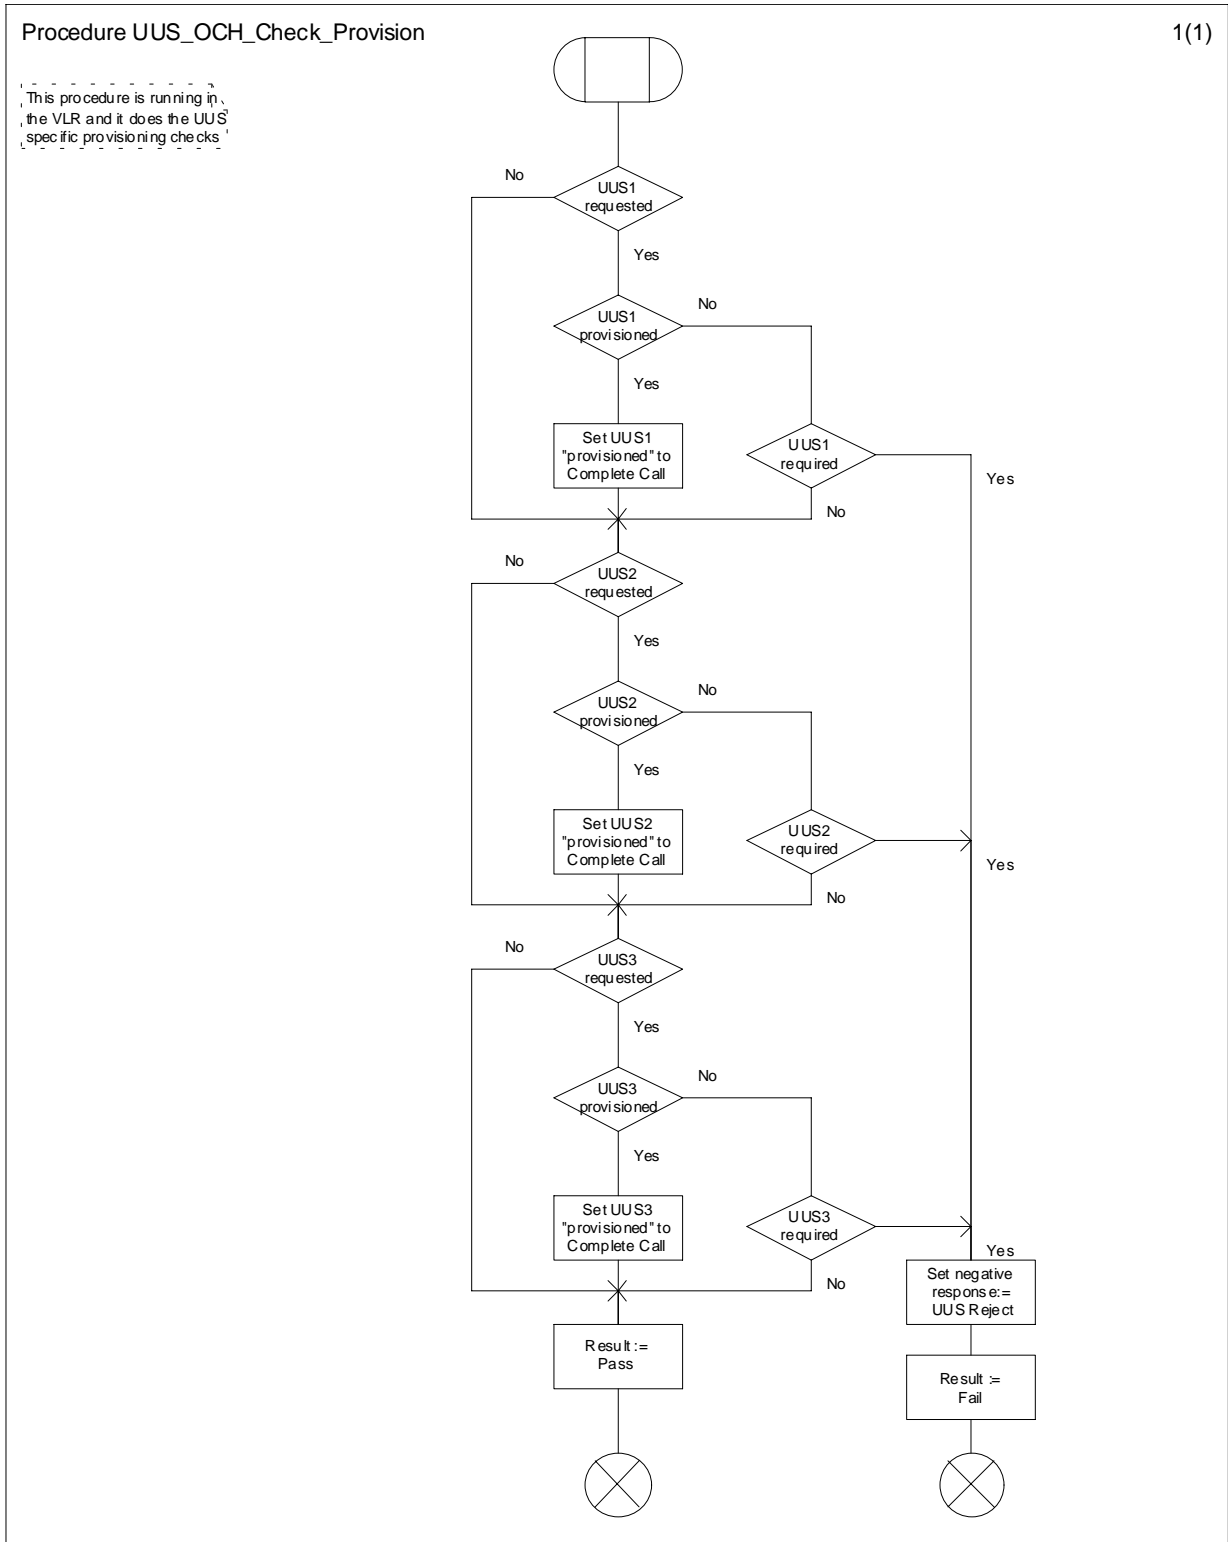 Procedure UUS_OCH_Check_Provision
1(1)
This procedure is running in
the VLR and it does the UUS
specific provisioning checks
No
UUS1
requested
Yes
No
UUS1
provisioned
Yes
Set UUS1
"provisioned" to
Complete Call
UUS1
required
Yes
No
No
UUS2
requested
Yes
No
UUS2
provisioned
Yes
Set UUS2
"provisioned" to
Complete Call
UUS2
required
Yes
No
No
UUS3
requested
Yes
No
UUS3
provisioned
Yes
Set UUS3
"provisioned" to
Complete Call
UUS3
required
Yes
No
Set negative
response:=
UUS Reject
Result :=
Pass
Result :=
Fail